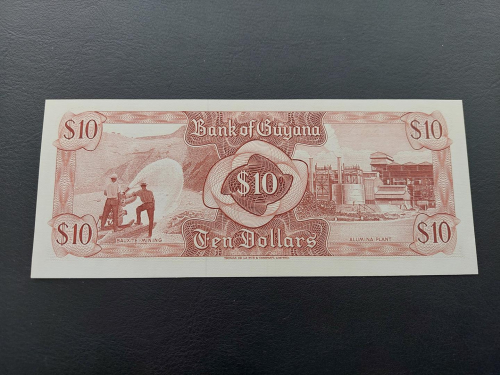 $10
Bank of Guyana
$10
$10
$10
BAUXITE MINING
Ten Dollars
ALUMINA PLANT
$10